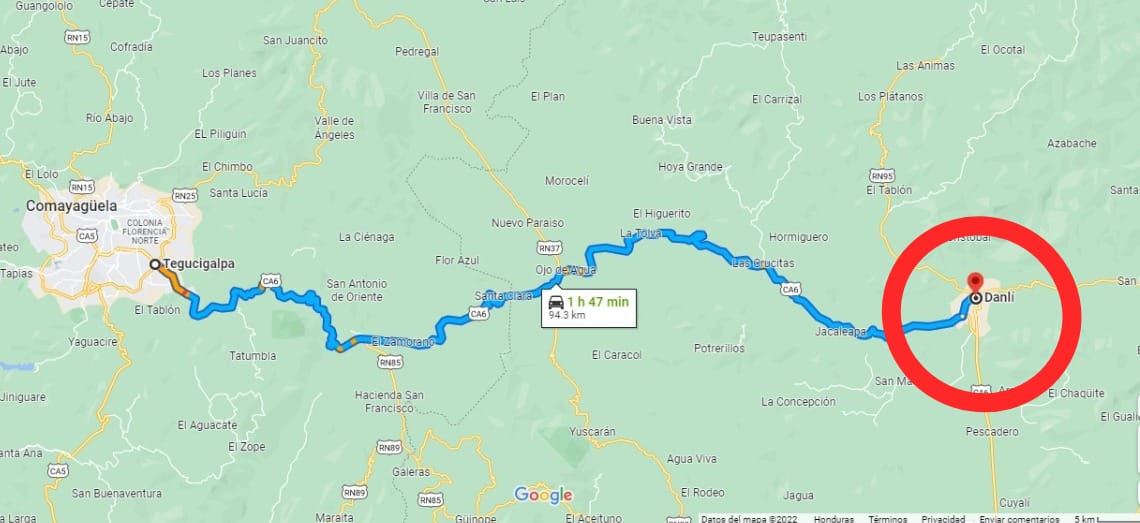 Guangololo
Cepate
RN15
Cofradía
Abajo
El Jute
San Juancito
Los Planes
Pedregal
Villa de San
Francisco
El Plan
Teupasenti
El Ocotal
Las Animas
Los Plátanos
El Carrizal
Buena Vista
Azabache
Río Abajo
EL Piligüin
Valle de
Ángeles
El Chimbo
Hoya Grande
El Lolo
RN15
RN25
Santa Lucía
Morocelí
RN95
El Tablón
Comayagüela
COLONIA
FLORENCIA
NORTE
CA5
La Ciénaga
Nuevo Paraiso
El Higuerito
La Tolva
Hormiguero
RN37
Tapias
Tegucigalpa
Flor Azul
Ojo de Agua
Las Crucitas
CA6
San Antonio
de Oriente
Santa Clara
CA6
1 h 47 min
94.3 km
CA6
Danlí
El Tablón
Yaguacire
Tatumbla
El Zamorano
RN85
El Caracol
Potrerillos
Jacaleapa
Jiniguare
Hacienda San
Francisco
La Concepción
CA6
El Chaqüite
El Aguacate
El Zope
Yuscarán
Pescadero
RN89
CA5
Galeras
Agua Viva
San Buenaventura
RN89
RN85
El Rodeo
Jagua
Cuyalí
Google
Maraita
Güinope
El Aceituno
Datos del mapa ©2022
Honduras
Términos
Privacidad
Enviar comentarios
5 km